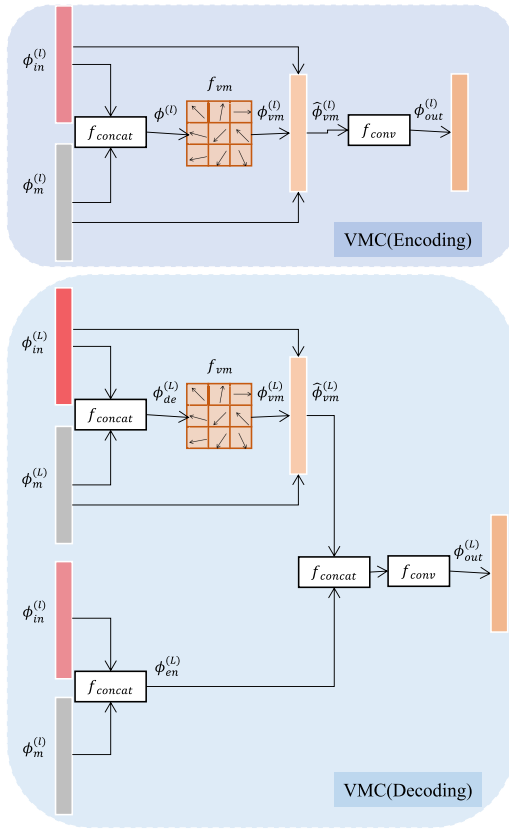 ϕ_in^(l)
f_vm
ϕ^(l)
ϕ_vm^(l)
ϕ̂_vm^(l)
ϕ_out^(l)
f_concat
f_conv
ϕ_m^(l)
VMC(Encoding)
ϕ_in^(L)
f_vm
ϕ_de^(L)
ϕ_vm^(L)
ϕ̂_vm^(L)
f_concat
ϕ_m^(L)
f_concat
f_conv
ϕ_out^(L)
ϕ_in^(l)
ϕ_en^(L)
f_concat
ϕ_m^(l)
VMC(Decoding)